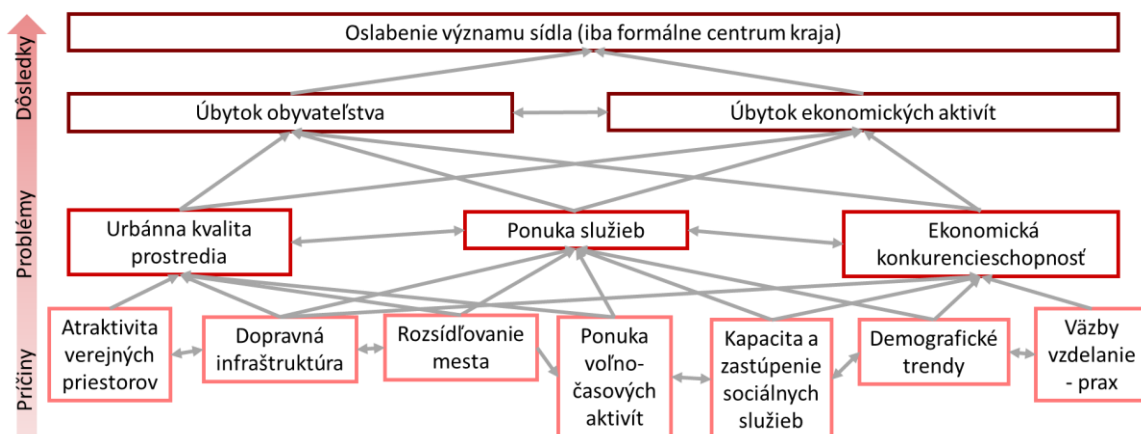 Dôsledky
Oslabenie významu sídla (iba formálne centrum kraja)
Úbytok obyvateľstva
Úbytok ekonomických aktivít
Problémy
Urbánna kvalita
prostredia
Ponuka služieb
Ekonomická
konkurencieschopnosť
Príčiny
Atraktivita
verejných
priestorov
Dopravná
infraštruktúra
Rozsídľovanie
mesta
Ponuka
voľno-
časových
aktivít
Kapacita a
zastúpenie
sociálnych
služieb
Demografické
trendy
Väzby
vzdelanie
- prax